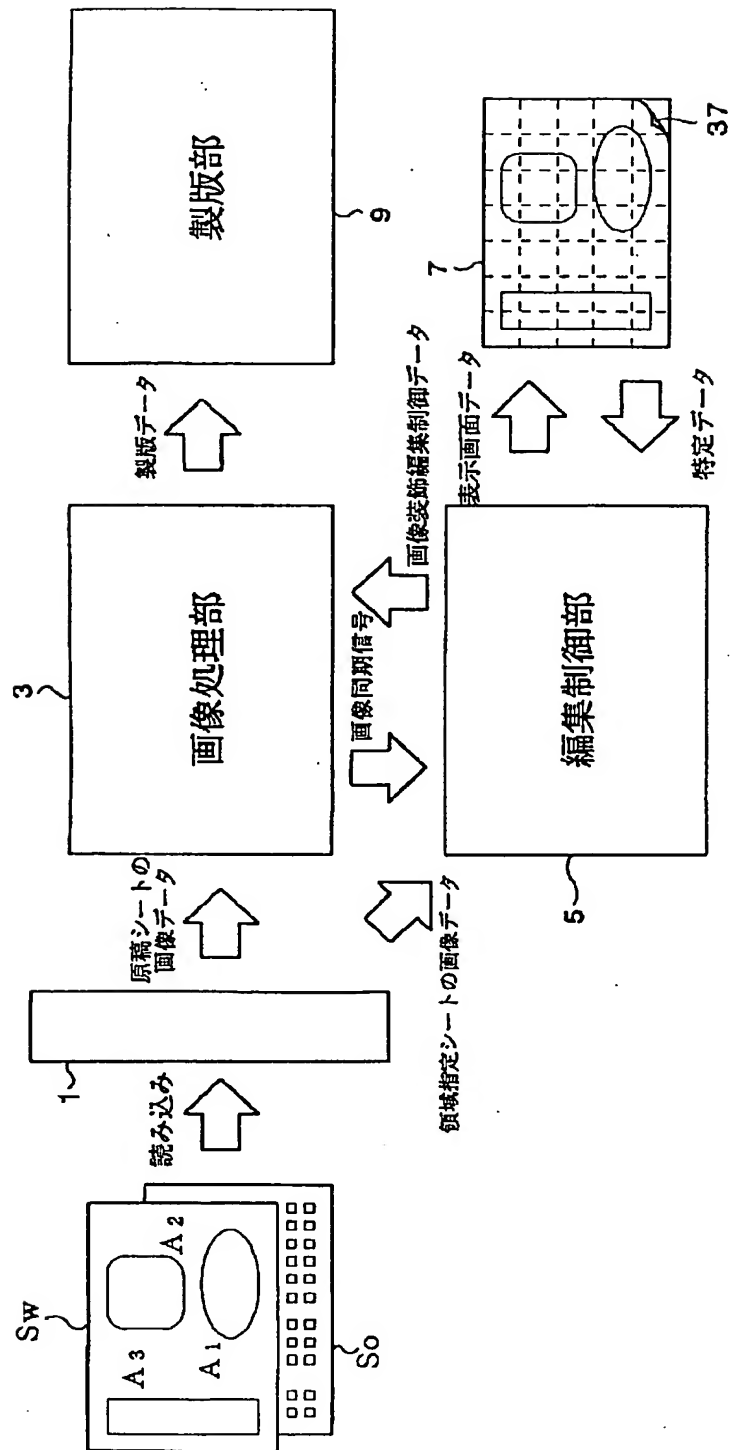 Sw
A3
A2
A1
So
読み込み
1
原稿シートの
画像データ
領域指定シートの画像データ
3
画像処理部
画像同期信号
画像装飾編集制御データ
5
編集制御部
製版データ
製版部
9
表示画面データ
特定データ
7
37